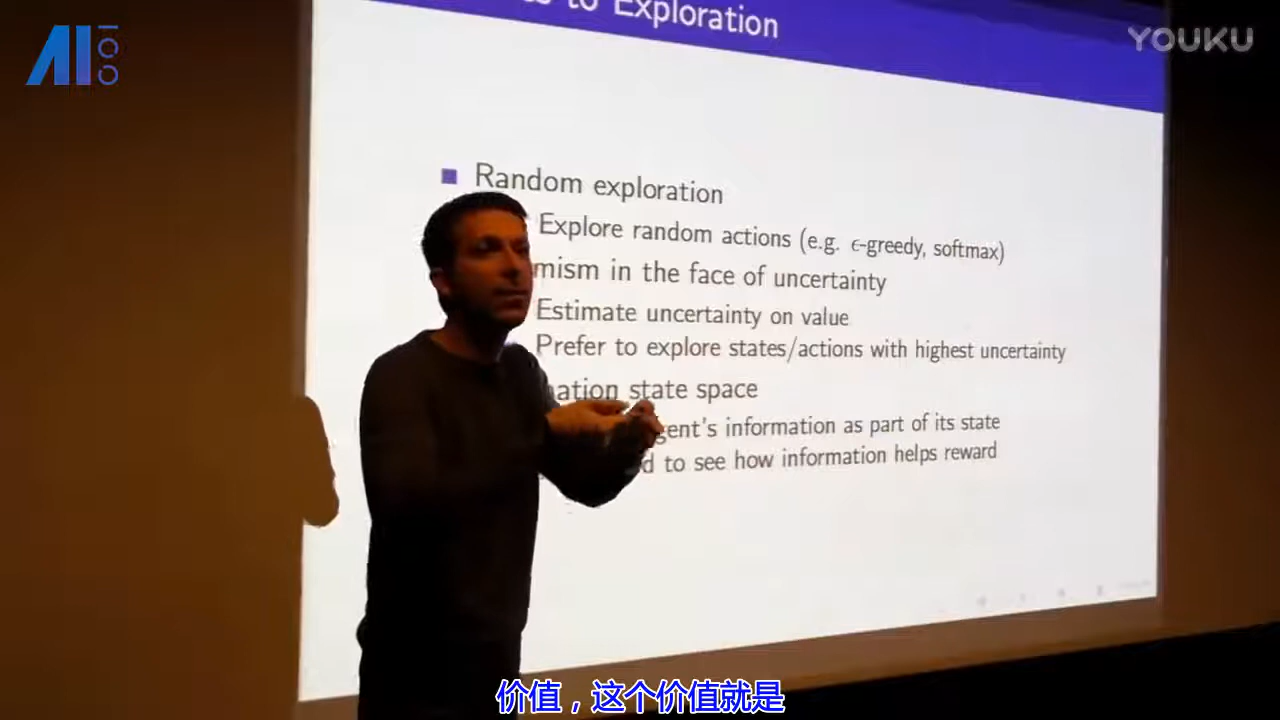 AI
100
YOUKU
to Exploration
Random exploration
Explore random actions (e.g. ϵ-greedy, softmax)
mism in the face of uncertainty
Estimate uncertainty on value
Prefer to explore states/actions with highest uncertainty
ation state space
gent's information as part of its state
d to see how information helps reward
价值，这个价值就是